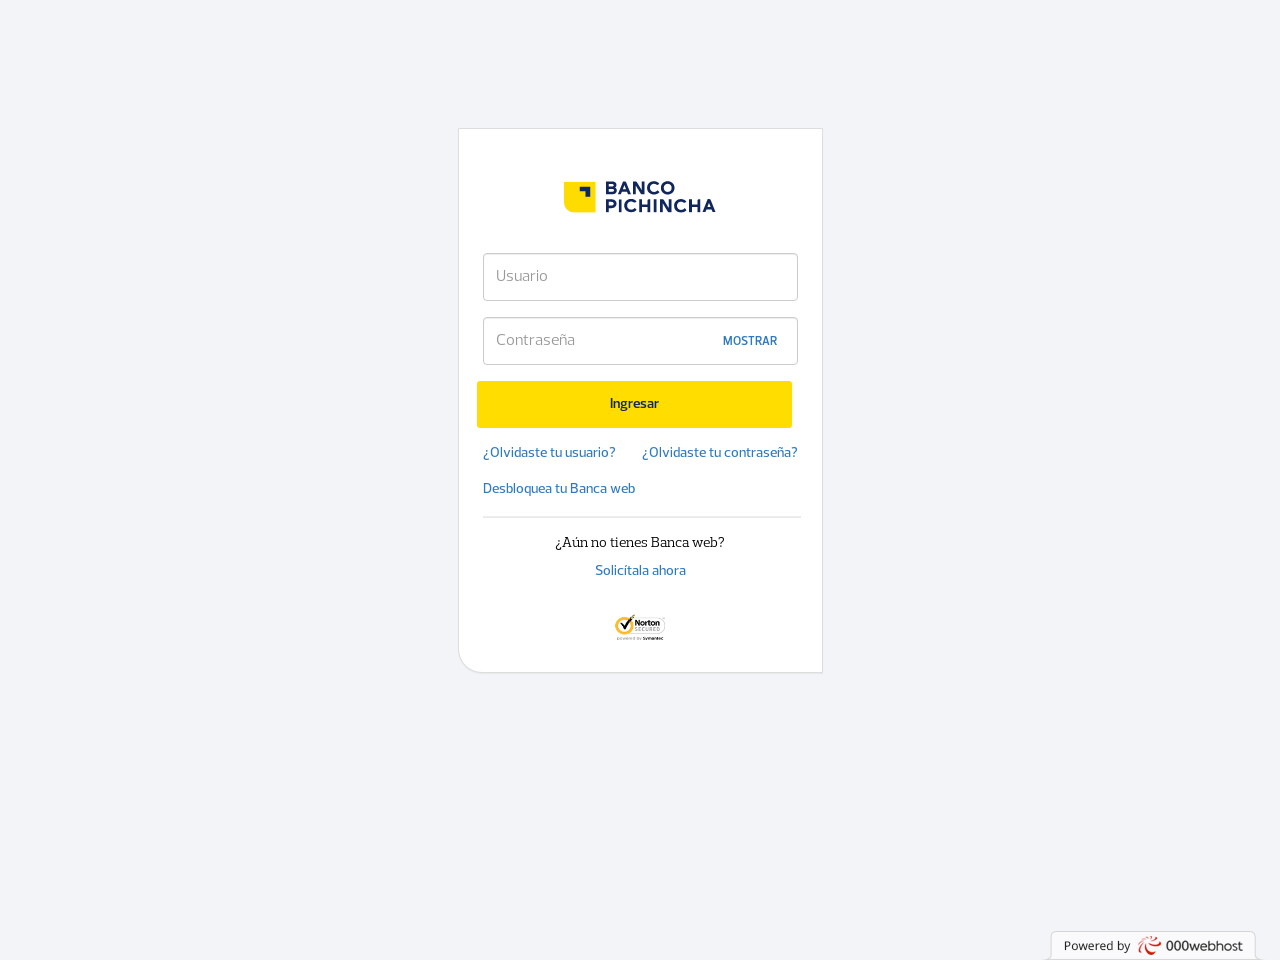 BANCO
PICHINCHA
Usuario
Contraseña
MOSTRAR
Ingresar
¿Olvidaste tu usuario? ¿Olvidaste tu contraseña?
Desbloquea tu Banca web
¿Aún no tienes Banca web?
Solicítala ahora
Norton
SECURED
powered by Symantec
Powered by 000webhost